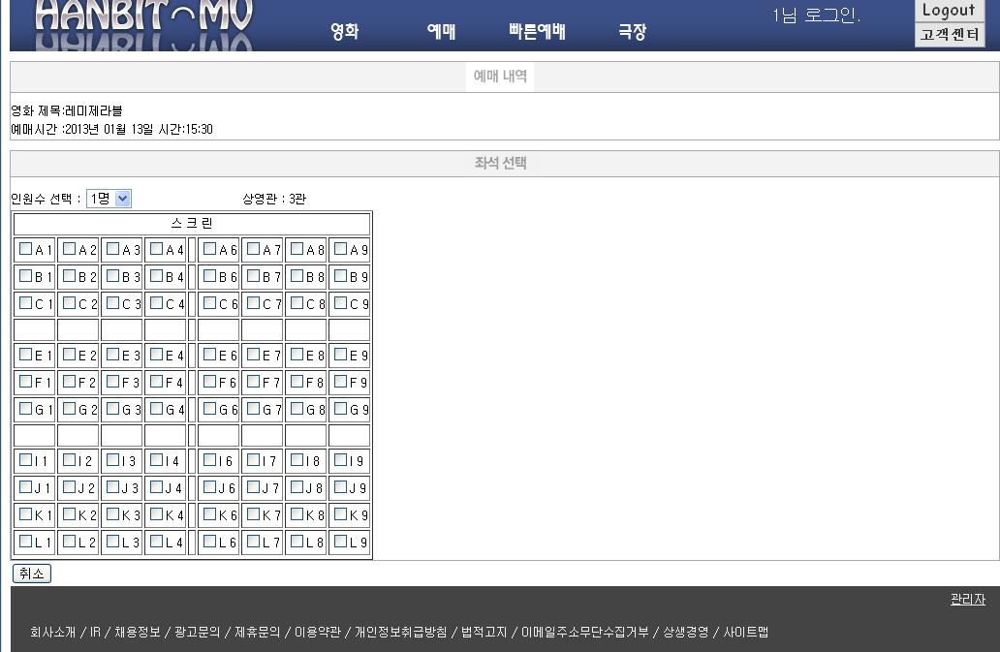 HANBIT MV
영화 예매 빠른예매 극장
1님 로그인.
Logout
고객센터
예매 내역
영화 제목:레미제라블
예매시간 :2013년 01월 13일 시간:15:30
좌석 선택
인원수 선택 : 1명 상영관 : 3관
스 크 린
A 1 A 2 A 3 A 4 A 6 A 7 A 8 A 9
B 1 B 2 B 3 B 4 B 6 B 7 B 8 B 9
C 1 C 2 C 3 C 4 C 6 C 7 C 8 C 9
E 1 E 2 E 3 E 4 E 6 E 7 E 8 E 9
F 1 F 2 F 3 F 4 F 6 F 7 F 8 F 9
G 1 G 2 G 3 G 4 G 6 G 7 G 8 G 9
I 1 I 2 I 3 I 4 I 6 I 7 I 8 I 9
J 1 J 2 J 3 J 4 J 6 J 7 J 8 J 9
K 1 K 2 K 3 K 4 K 6 K 7 K 8 K 9
L 1 L 2 L 3 L 4 L 6 L 7 L 8 L 9
취소
관리자
회사소개 / IR / 채용정보 / 광고문의 / 제휴문의 / 이용약관 / 개인정보취급방침 / 법적고지 / 이메일주소무단수집거부 / 상생경영 / 사이트맵